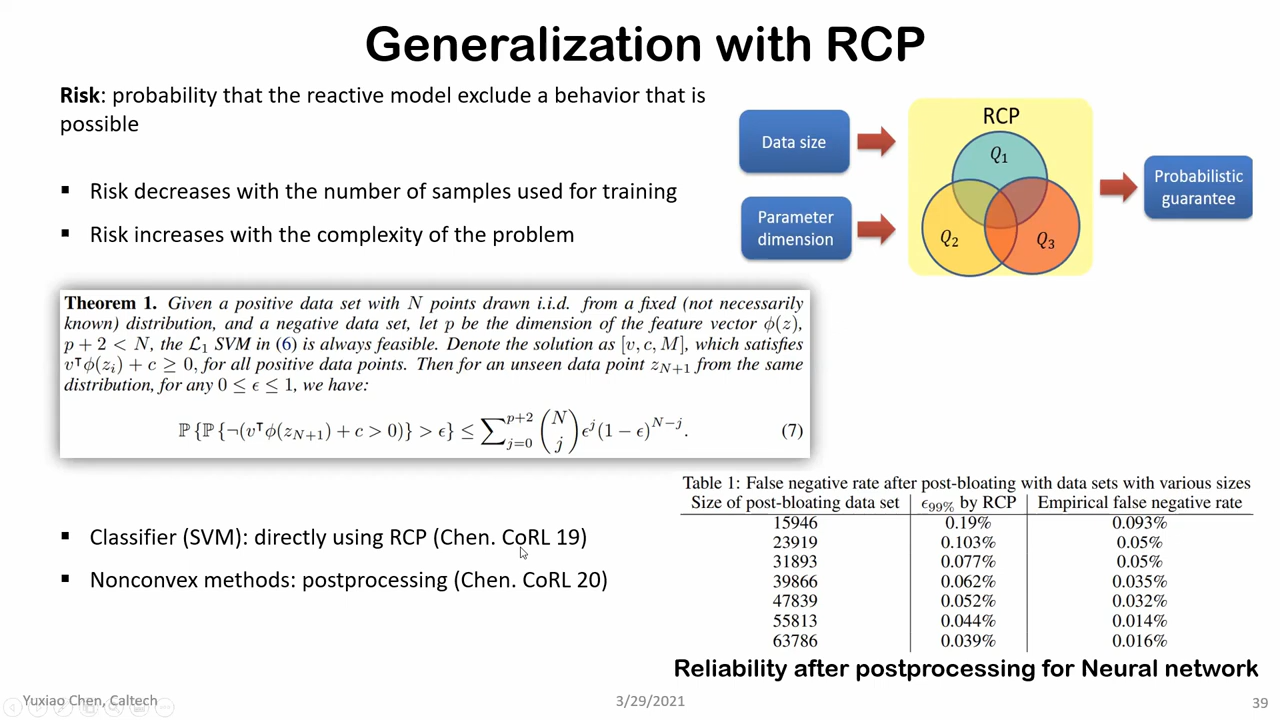 Generalization with RCP
Risk: probability that the reactive model exclude a behavior that is
possible
▪ Risk decreases with the number of samples used for training
▪ Risk increases with the complexity of the problem
Data size
Parameter
dimension
RCP
Q₁
Q₂
Q₃
Probabilistic
guarantee
Theorem 1. Given a positive data set with N points drawn i.i.d. from a fixed (not necessarily
known) distribution, and a negative data set, let p be the dimension of the feature vector ϕ(z),
p + 2 < N, the ℒ₁ SVM in (6) is always feasible. Denote the solution as [v, c, M], which satisfies
v⊺ϕ(zᵢ) + c ≥ 0, for all positive data points. Then for an unseen data point z_{N+1} from the same
distribution, for any 0 ≤ ϵ ≤ 1, we have:
ℙ {ℙ {¬(v⊺ϕ(z_{N+1}) + c > 0)} > ϵ} ≤ ∑_{j=0}^{p+2} (N j) ϵ^j (1 − ϵ)^{N−j}. (7)
▪ Classifier (SVM): directly using RCP (Chen. CoRL 19)
▪ Nonconvex methods: postprocessing (Chen. CoRL 20)
Table 1: False negative rate after post-bloating with data sets with various sizes
Size of post-bloating data set ϵ₉₉% by RCP Empirical false negative rate
15946 0.19% 0.093%
23919 0.103% 0.05%
31893 0.077% 0.05%
39866 0.062% 0.035%
47839 0.052% 0.032%
55813 0.044% 0.014%
63786 0.039% 0.016%
Reliability after postprocessing for Neural network
Yuxiao Chen, Caltech
3/29/2021
39